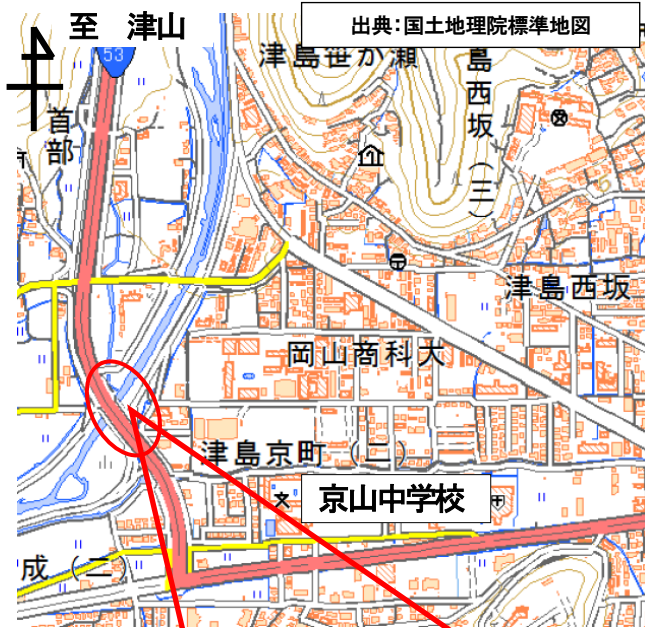 至 津山
出典：国土地理院標準地図
53
津島笹が瀬
島西坂（三）
首部
津島西坂
岡山商科大
津島京町（二）
京山中学校
成（二）